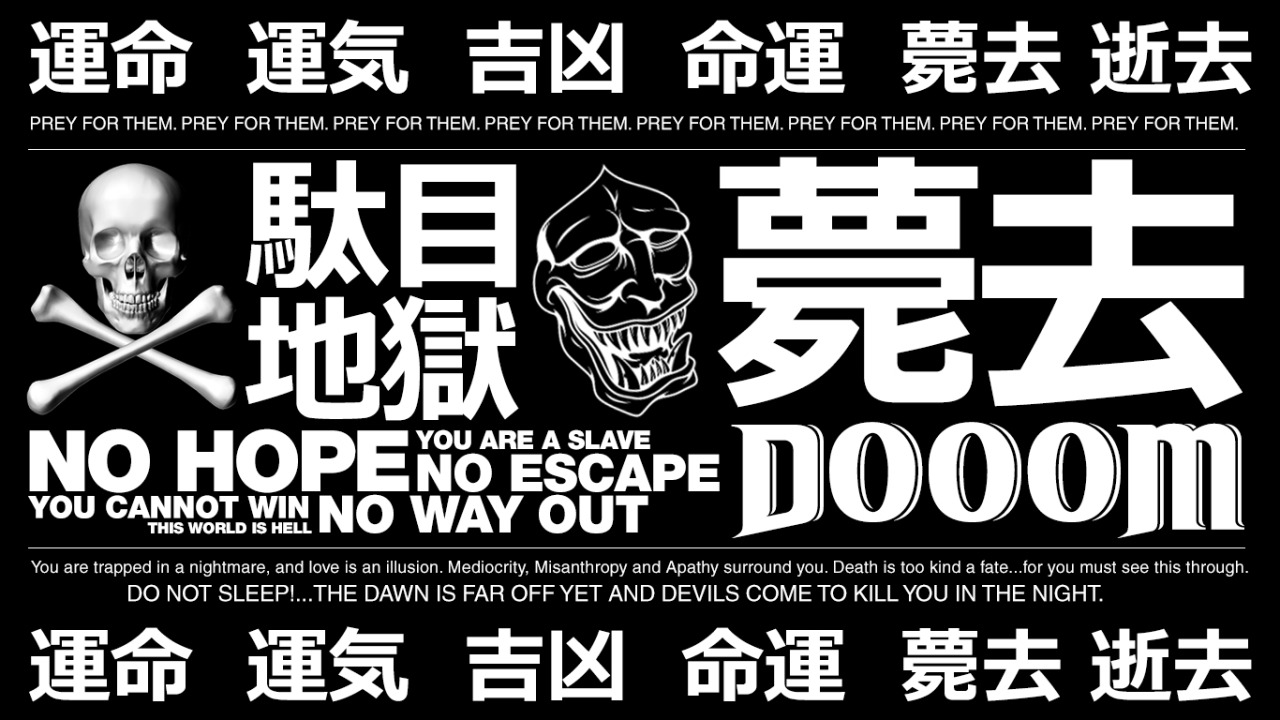 運命 運気 吉凶 命運 薨去 逝去
PREY FOR THEM. PREY FOR THEM. PREY FOR THEM. PREY FOR THEM. PREY FOR THEM. PREY FOR THEM. PREY FOR THEM. PREY FOR THEM.
駄目
地獄
薨去
NO HOPE
YOU ARE A SLAVE
NO ESCAPE
YOU CANNOT WIN
THIS WORLD IS HELL
NO WAY OUT
DOOOM
You are trapped in a nightmare, and love is an illusion. Mediocrity, Misanthropy and Apathy surround you. Death is too kind a fate...for you must see this through.
DO NOT SLEEP!...THE DAWN IS FAR OFF YET AND DEVILS COME TO KILL YOU IN THE NIGHT.
運命 運気 吉凶 命運 薨去 逝去